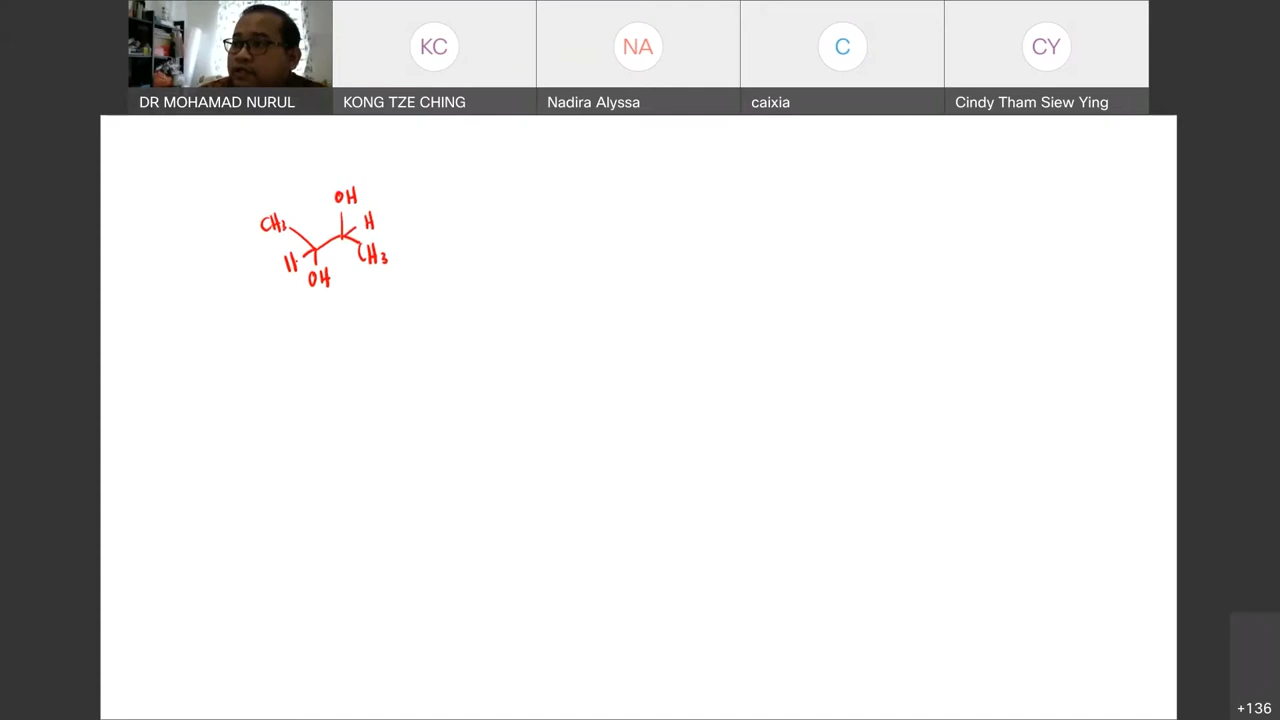 DR MOHAMAD NURUL
KC
KONG TZE CHING
NA
Nadira Alyssa
C
caixia
CY
Cindy Tham Siew Ying
OH
CH3
H
H
CH3
OH
+136